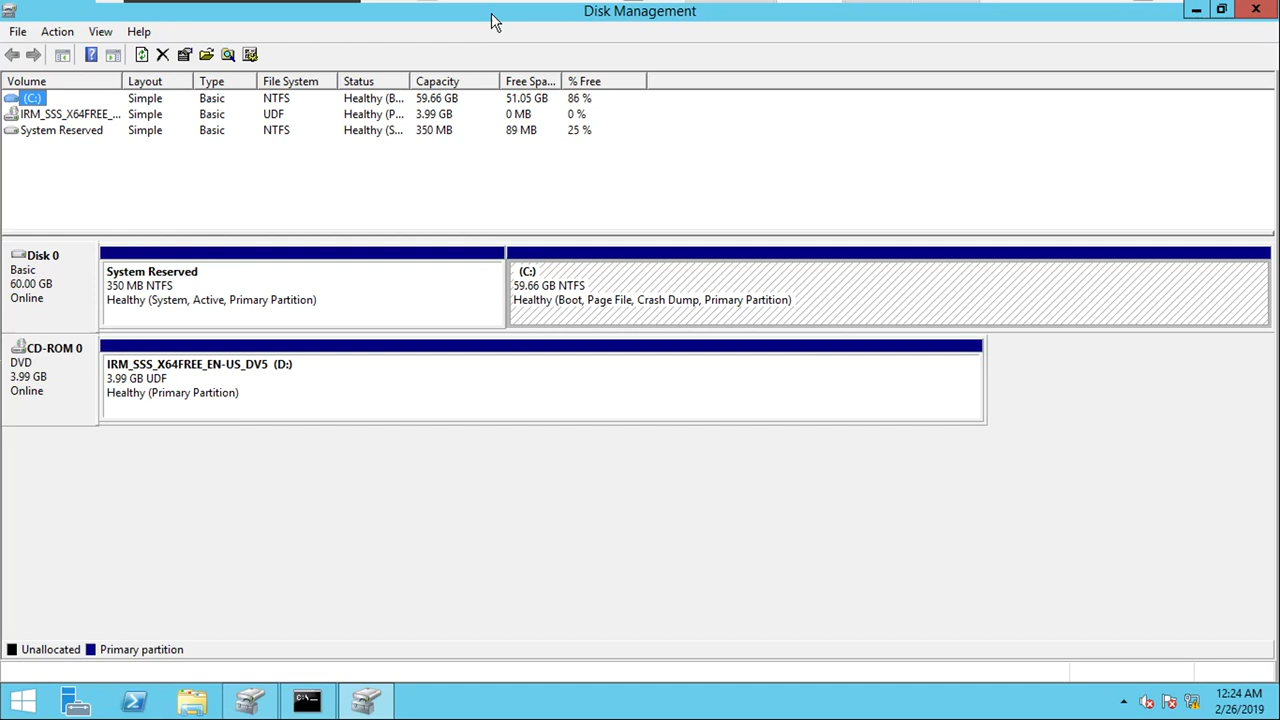 Disk Management
File Action View Help
Volume Layout Type File System Status Capacity Free Spa... % Free
(C:) Simple Basic NTFS Healthy (B... 59.66 GB 51.05 GB 86 %
IRM_SSS_X64FREE_... Simple Basic UDF Healthy (P... 3.99 GB 0 MB 0 %
System Reserved Simple Basic NTFS Healthy (S... 350 MB 89 MB 25 %
Disk 0
Basic
60.00 GB
Online
System Reserved
350 MB NTFS
Healthy (System, Active, Primary Partition)
(C:)
59.66 GB NTFS
Healthy (Boot, Page File, Crash Dump, Primary Partition)
CD-ROM 0
DVD
3.99 GB
Online
IRM_SSS_X64FREE_EN-US_DV5 (D:)
3.99 GB UDF
Healthy (Primary Partition)
Unallocated Primary partition
C:\
12:24 AM
2/26/2019